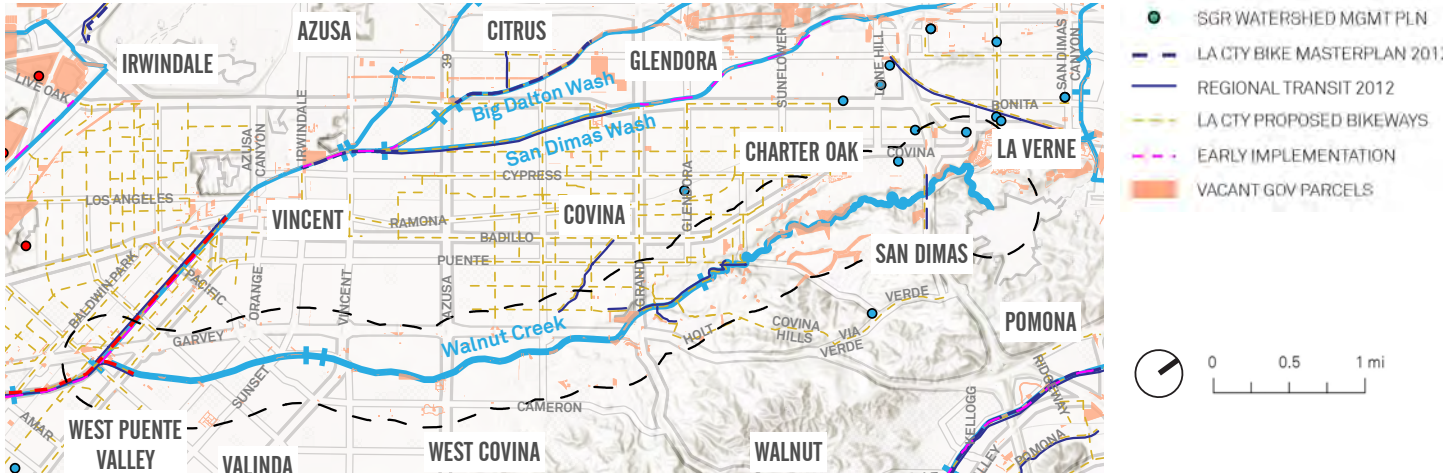 AZUSA
CITRUS
IRWINDALE
GLENDORA
LIVE OAK
39
SUNFLOWER
LONE HILL
SAN DIMAS
CANYON
BONITA
Big Dalton Wash
San Dimas Wash
IRWINDALE
AZUSA
CANYON
CHARTER OAK
COVINA
LA VERNE
CYPRESS
LOS ANGELES
GLENDORA
VINCENT
RAMONA
COVINA
BADILLO
PUENTE
SAN DIMAS
BALDWIN PARK
PACIFIC
ORANGE
VINCENT
AZUSA
GRAND
VERDE
POMONA
GARVEY
Walnut Creek
HOLT
COVINA
HILLS
VIA
VERDE
SUNSET
CAMERON
RIDGEWAY
KELLOGG
AMAR
WEST PUENTE
VALLEY
VALINDA
WEST COVINA
WALNUT
LLEY
POMONA
SGR WATERSHED MGMT PLN
LA CTY BIKE MASTERPLAN 2012
REGIONAL TRANSIT 2012
LA CTY PROPOSED BIKEWAYS
EARLY IMPLEMENTATION
VACANT GOV PARCELS
0 0.5 1 mi